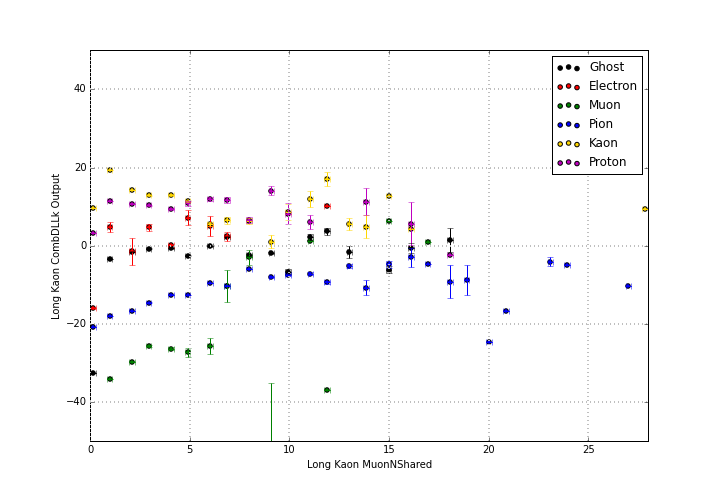 40
20
0
−20
−40
0
5
10
15
20
25
Long Kaon CombDLLk Output
Long Kaon MuonNShared
Ghost
Electron
Muon
Pion
Kaon
Proton